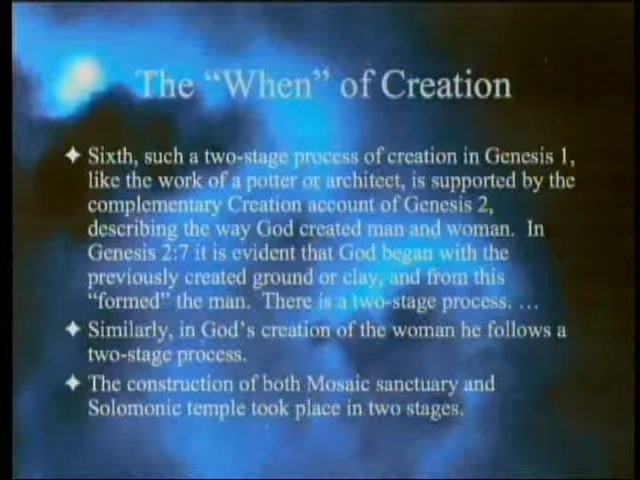 The “When” of Creation
Sixth, such a two-stage process of creation in Genesis 1,
like the work of a potter or architect, is supported by the
complementary Creation account of Genesis 2,
describing the way God created man and woman. In
Genesis 2:7 it is evident that God began with the
previously created ground or clay, and from this
“formed” the man. There is a two-stage process. …
Similarly, in God’s creation of the woman he follows a
two-stage process.
The construction of both Mosaic sanctuary and
Solomonic temple took place in two stages.